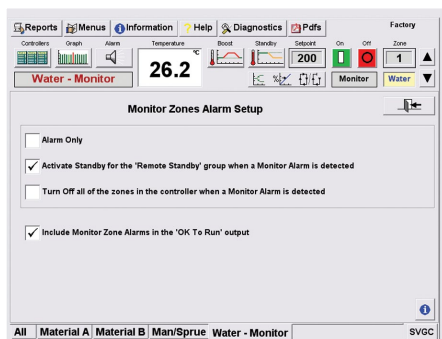 Reports Menus Information Help Diagnostics Pdfs Factory
Controllers Graph Alarm Temperature Boost Standby Setpoint On Off Zone
°C
26.2
200
1
Water - Monitor
Monitor Water
Monitor Zones Alarm Setup
Alarm Only
Activate Standby for the 'Remote Standby' group when a Monitor Alarm is detected
Turn Off all of the zones in the controller when a Monitor Alarm is detected
Include Monitor Zone Alarms in the 'OK To Run' output
All Material A Material B Man/Sprue Water - Monitor SVGC